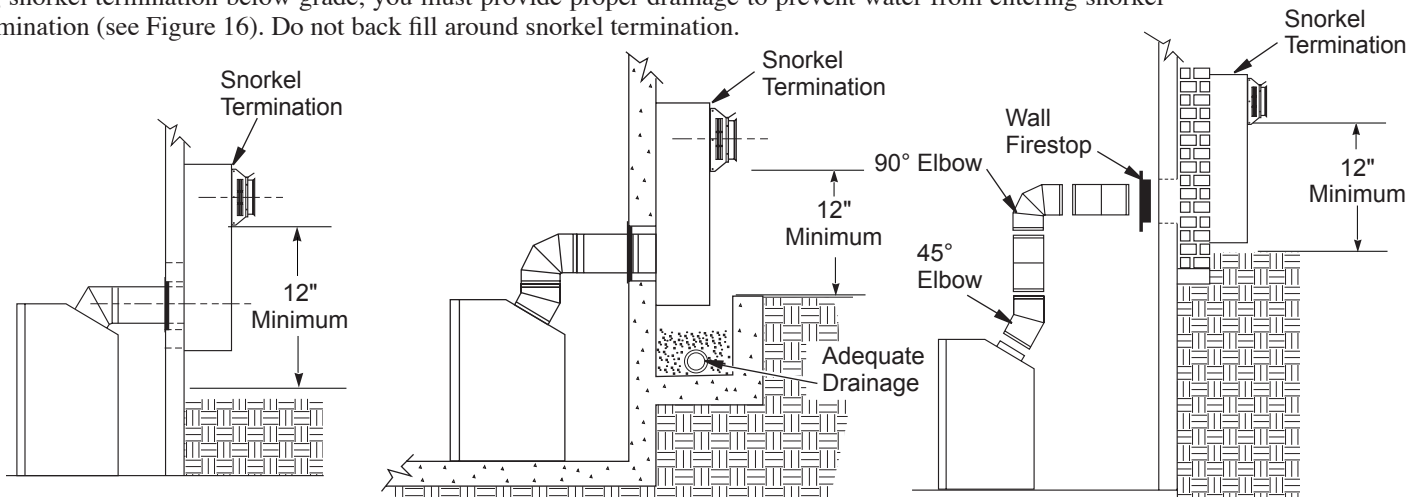 snorkel termination below grade, you must provide proper drainage to prevent water from entering snorkel
mination (see Figure 16). Do not back fill around snorkel termination.
Snorkel
Termination
12"
Minimum
Snorkel
Termination
12"
Minimum
Adequate
Drainage
90° Elbow
45°
Elbow
Wall
Firestop
Snorkel
Termination
12"
Minimum